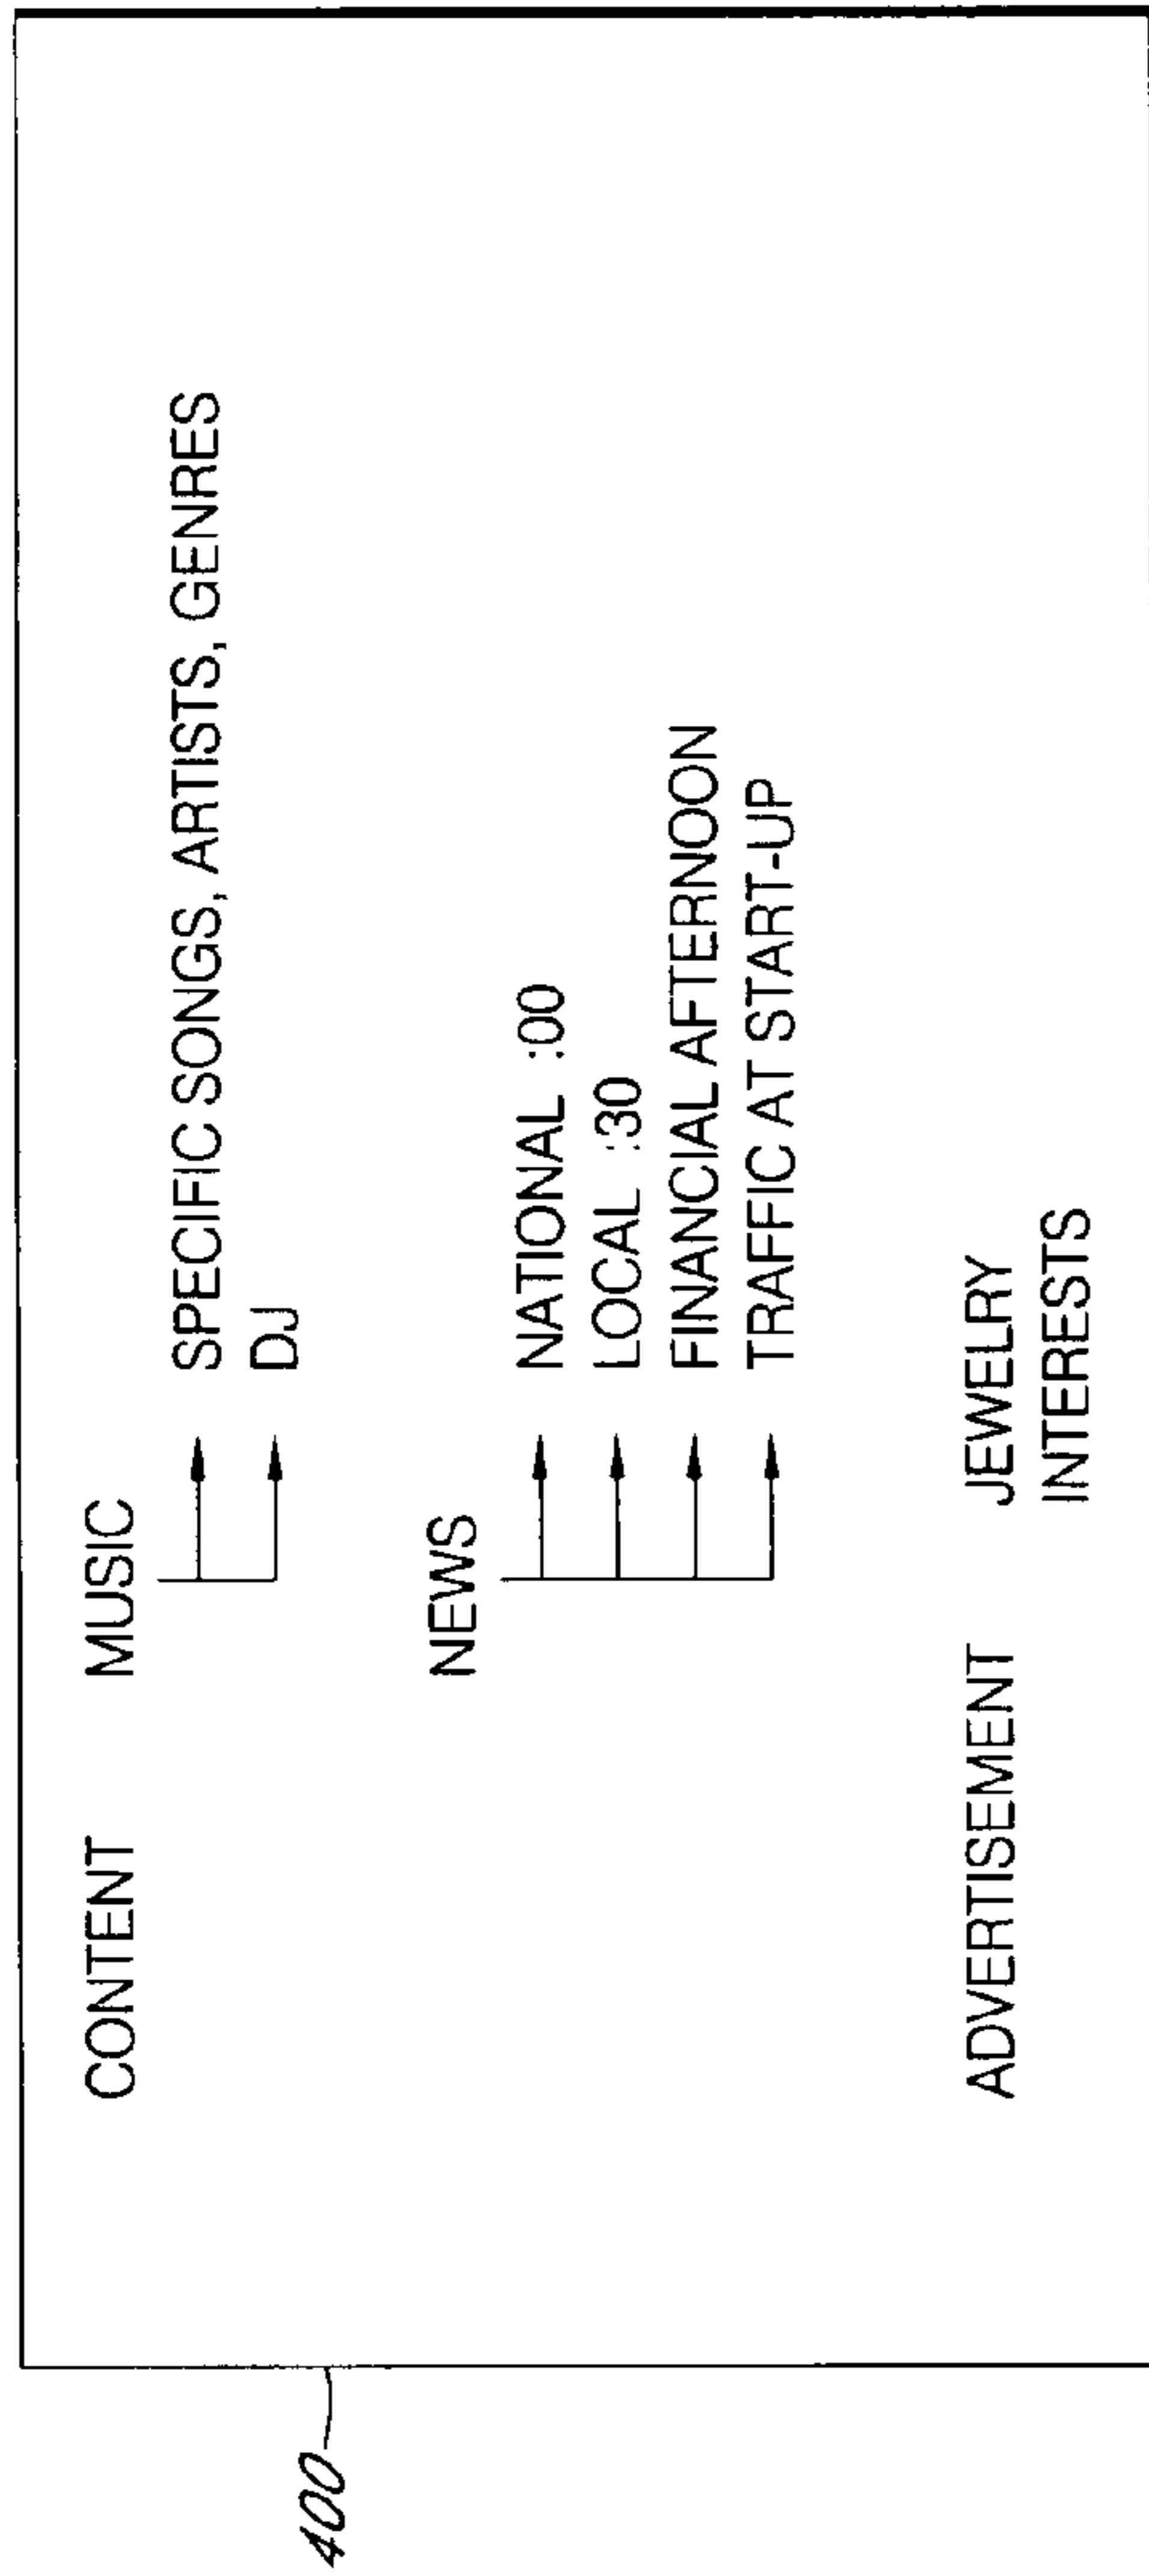 CONTENT MUSIC
SPECIFIC SONGS, ARTISTS, GENRES
DJ
NEWS
NATIONAL :00
LOCAL :30
FINANCIAL AFTERNOON
TRAFFIC AT START-UP
ADVERTISEMENT JEWELRY
INTERESTS
400